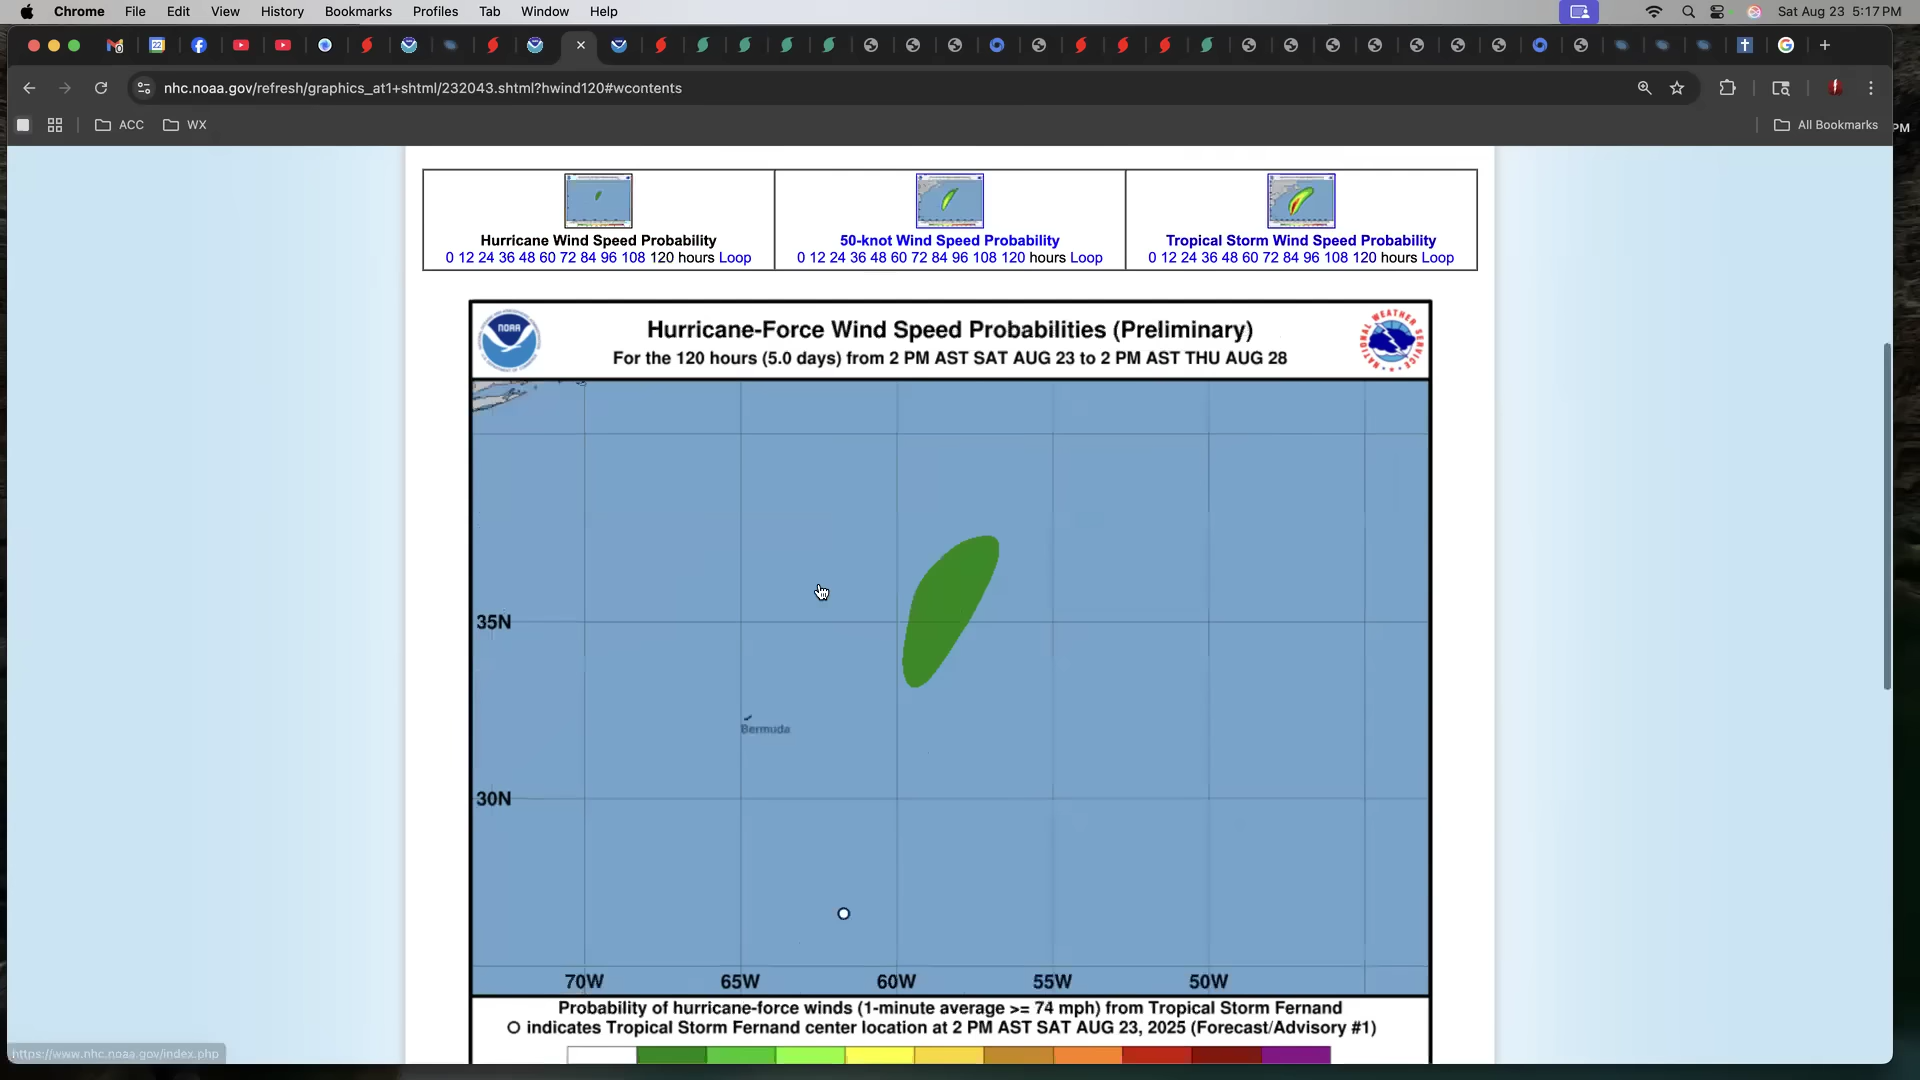 Chrome File Edit View History Bookmarks Profiles Tab Window Help Sat Aug 23 5:17 PM
nhc.noaa.gov/refresh/graphics_at1+shtml/232043.shtml?hwind120#wcontents
ACC WX All Bookmarks PM
Hurricane Wind Speed Probability
0 12 24 36 48 60 72 84 96 108 120 hours Loop
50-knot Wind Speed Probability
0 12 24 36 48 60 72 84 96 108 120 hours Loop
Tropical Storm Wind Speed Probability
0 12 24 36 48 60 72 84 96 108 120 hours Loop
NOAA
Hurricane-Force Wind Speed Probabilities (Preliminary)
For the 120 hours (5.0 days) from 2 PM AST SAT AUG 23 to 2 PM AST THU AUG 28
NATIONAL WEATHER SERVICE
35N
Bermuda
30N
70W 65W 60W 55W 50W
Probability of hurricane-force winds (1-minute average >= 74 mph) from Tropical Storm Fernand
O indicates Tropical Storm Fernand center location at 2 PM AST SAT AUG 23, 2025 (Forecast/Advisory #1)
https://www.nhc.noaa.gov/index.php